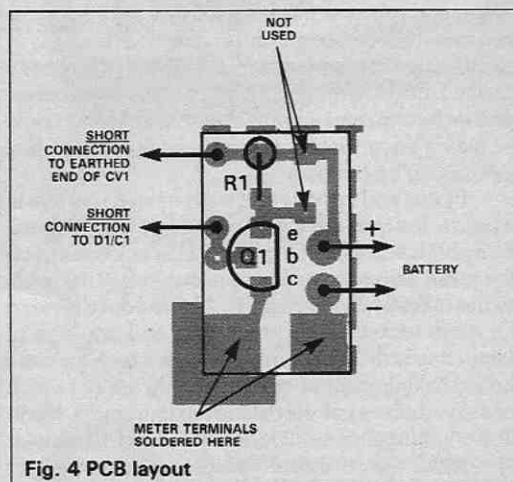 NOT
USED
SHORT
CONNECTION
TO EARTHED
END OF CV1
R1
SHORT
CONNECTION
TO D1/C1
Q1
e
b
c
+
BATTERY
−
METER TERMINALS
SOLDERED HERE
Fig. 4 PCB layout